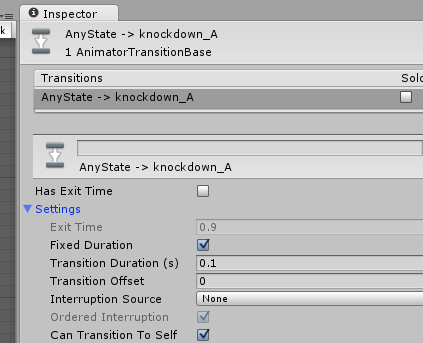 Inspector
AnyState -> knockdown_A
1 AnimatorTransitionBase
Transitions
AnyState -> knockdown_A
AnyState -> knockdown_A
Has Exit Time
Settings
Exit Time 0.9
Fixed Duration
Transition Duration (s) 0.1
Transition Offset 0
Interruption Source None
Ordered Interruption
Can Transition To Self